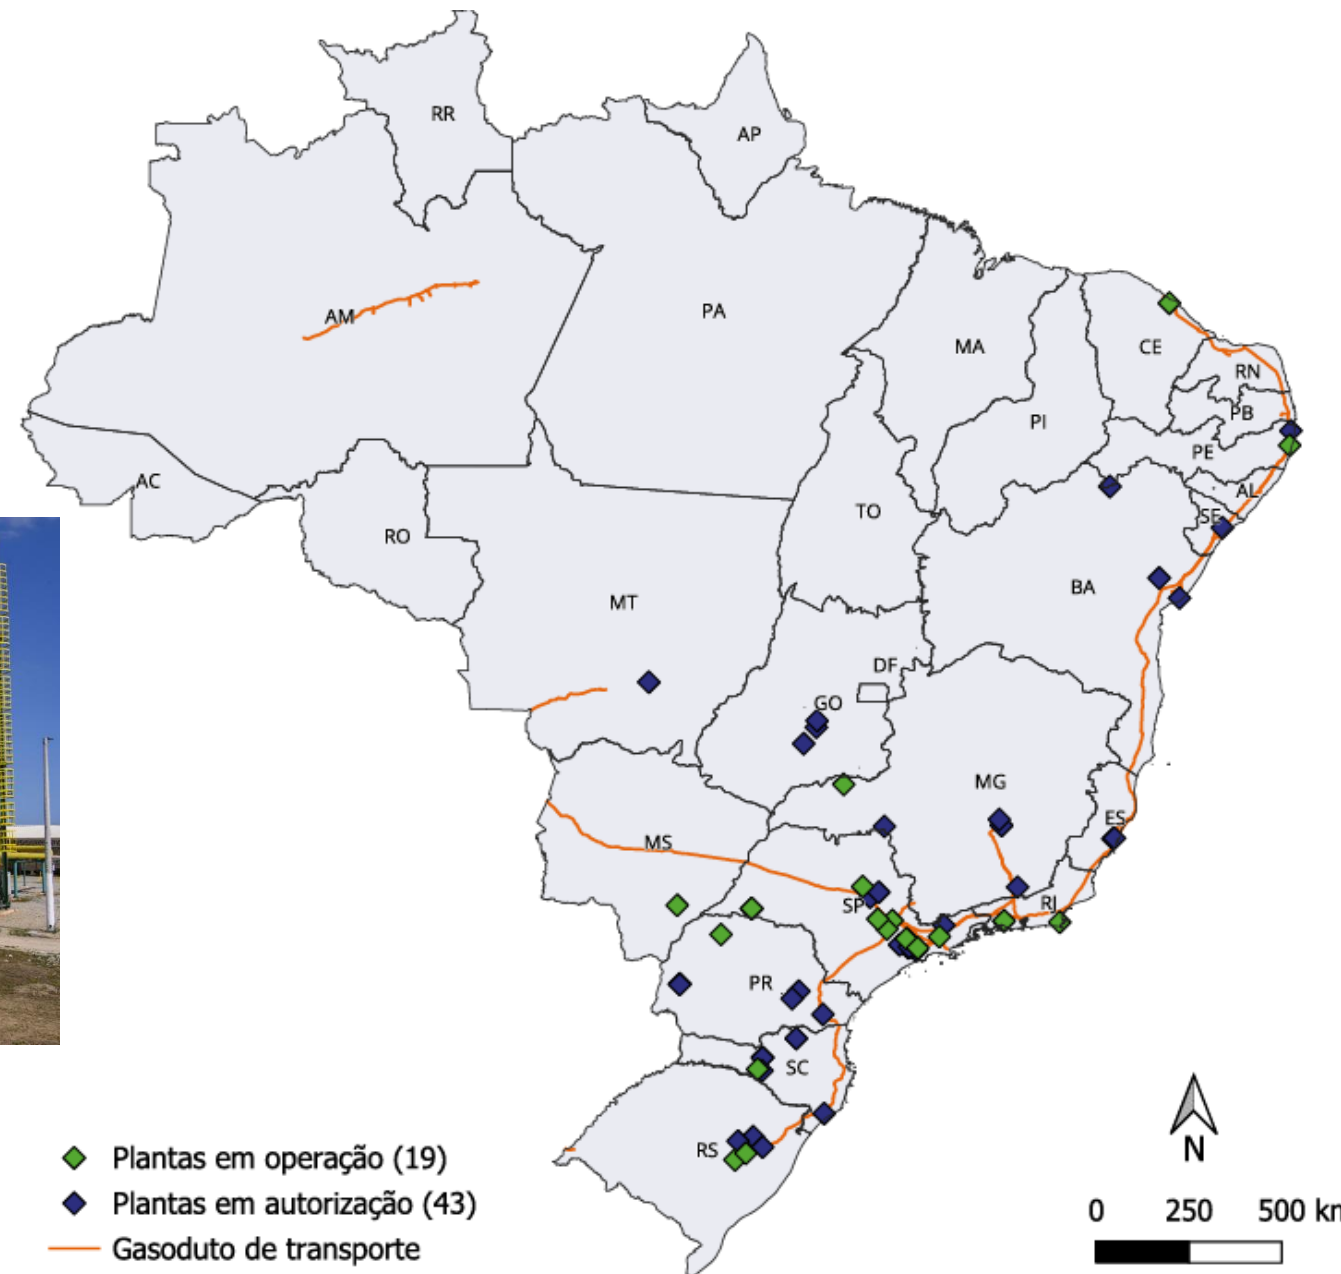 RR
AP
AM
PA
MA
CE
RN
PB
PI
PE
AC
AL
TO
SE
RO
BA
MT
DF
GO
MG
ES
MS
SP
RJ
PR
SC
RS
N
Plantas em operação (19)
Plantas em autorização (43)
Gasoduto de transporte
0 250 500 km